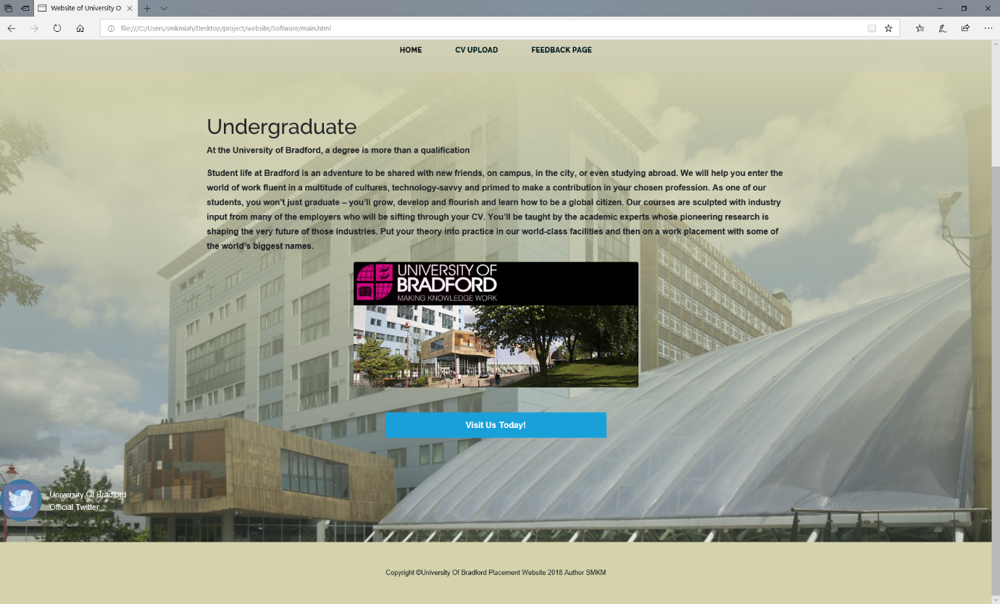 Website of University O
file:///C:/Users/smkmiah/Desktop/project/website/Software/main.html
HOME
CV UPLOAD
FEEDBACK PAGE
Undergraduate
At the University of Bradford, a degree is more than a qualification
Student life at Bradford is an adventure to be shared with new friends, on campus, in the city, or even studying abroad. We will help you enter the
world of work fluent in a multitude of cultures, technology-savvy and primed to make a contribution in your chosen profession. As one of our
students, you won't just graduate – you'll grow, develop and flourish and learn how to be a global citizen. Our courses are sculpted with industry
input from many of the employers who will be sifting through your CV. You'll be taught by the academic experts whose pioneering research is
shaping the very future of those industries. Put your theory into practice in our world-class facilities and then on a work placement with some of
the world's biggest names.
UNIVERSITY OF
BRADFORD
MAKING KNOWLEDGE WORK
Visit Us Today!
University Of Bradford
Official Twitter
Copyright ©University Of Bradford Placement Website 2018 Author SMKM